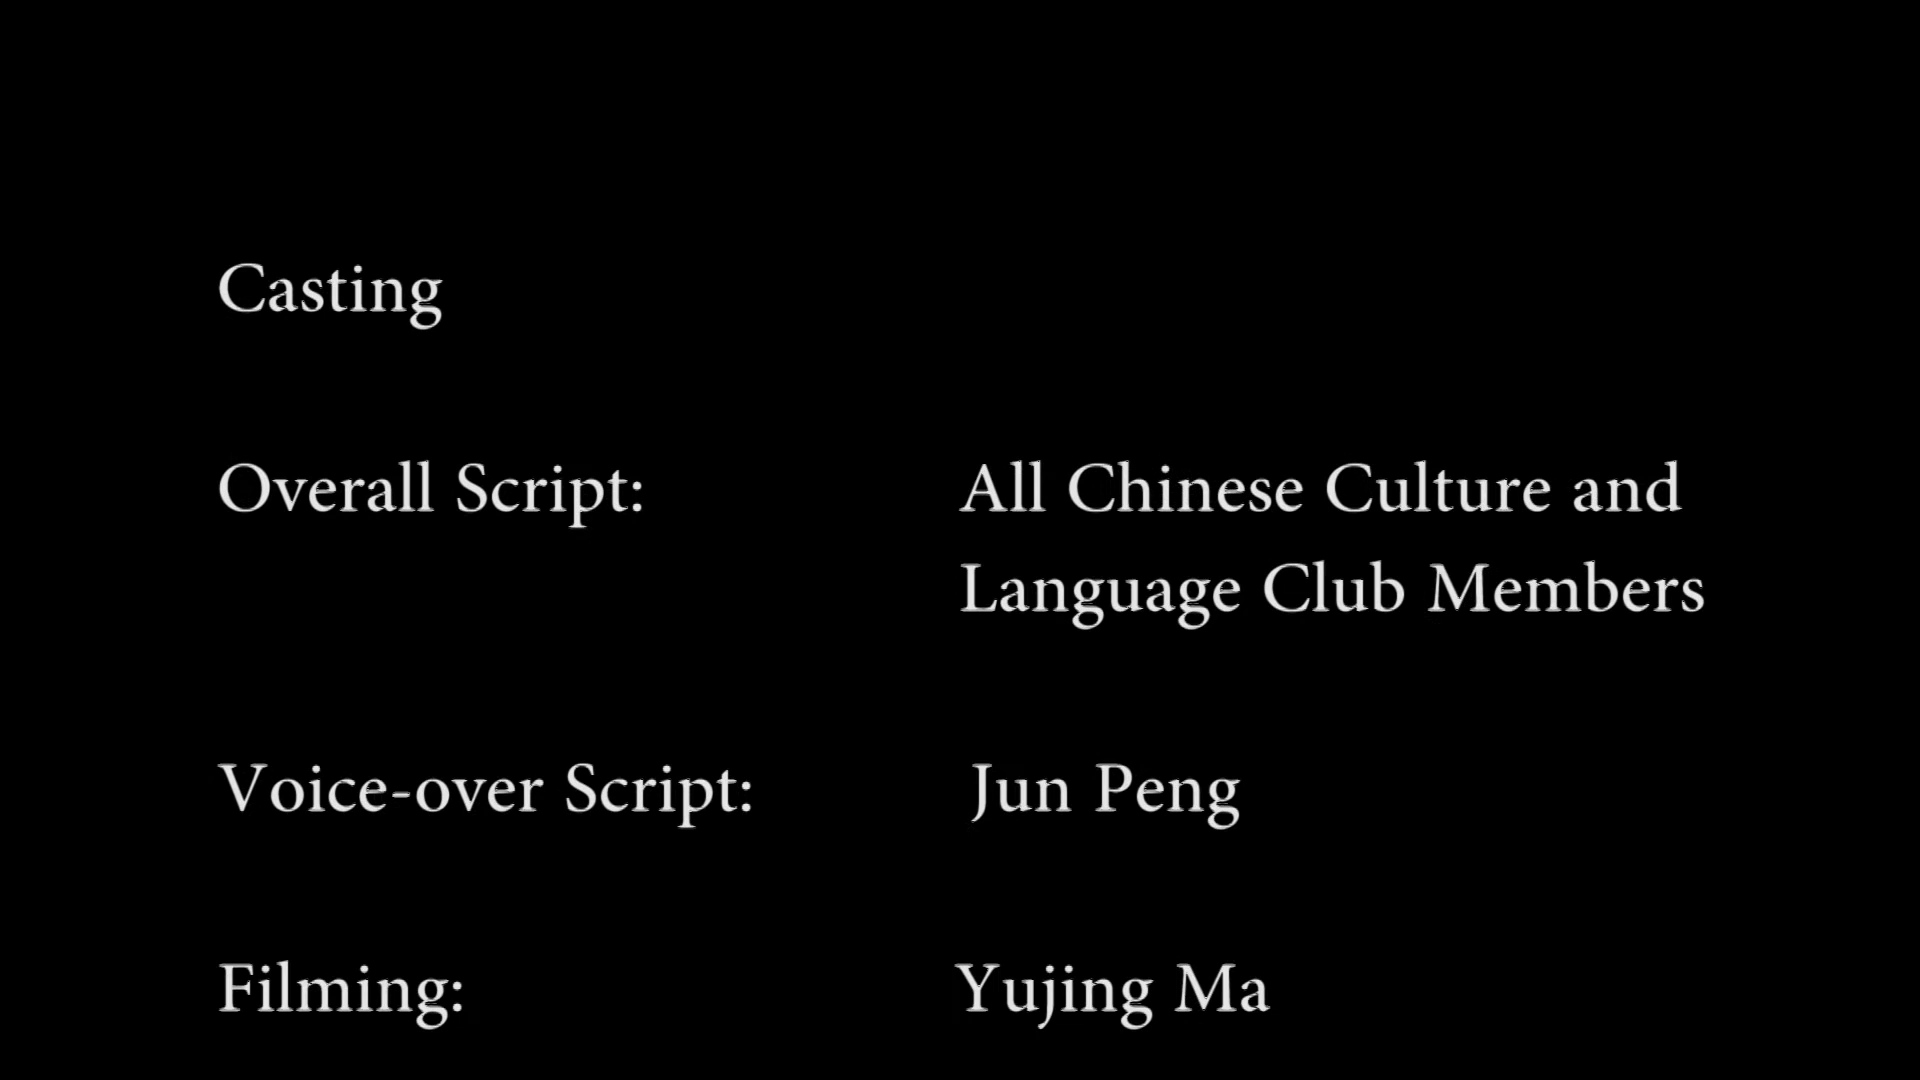 Casting
Overall Script: All Chinese Culture and
Language Club Members
Voice-over Script: Jun Peng
Filming: Yujing Ma